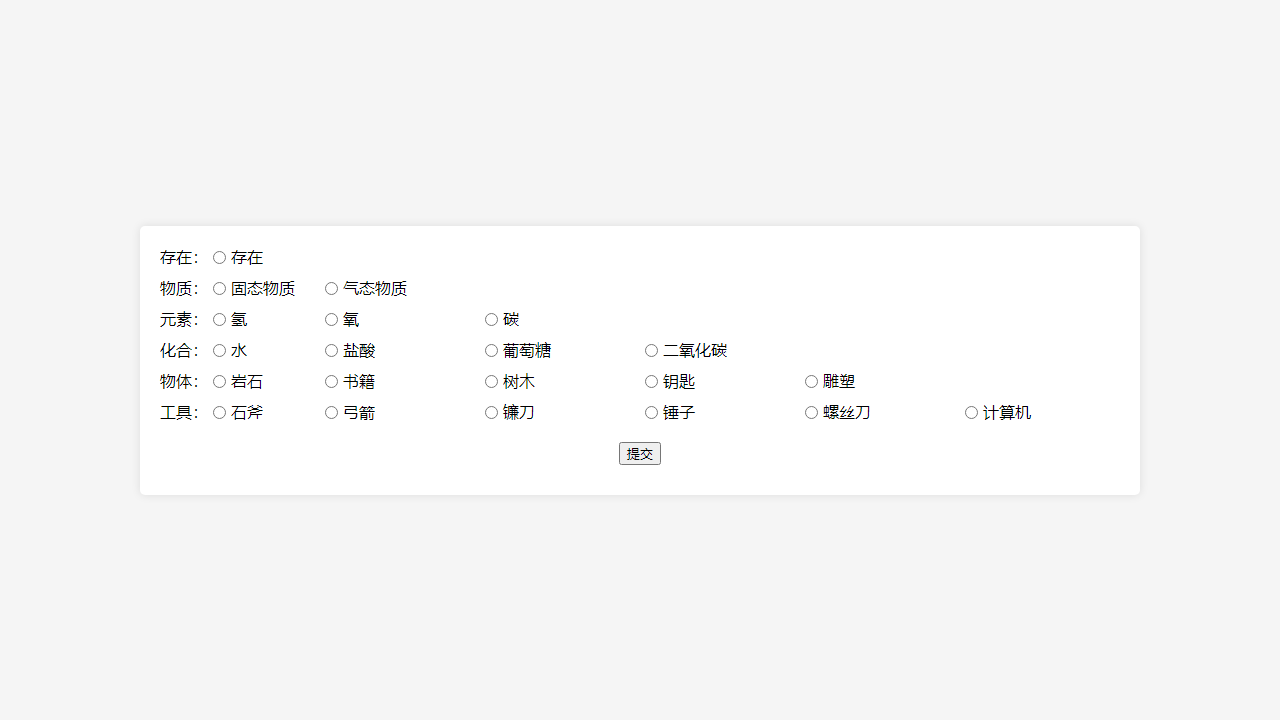 存在： 存在
物质： 固态物质 气态物质
元素： 氢 氧 碳
化合： 水 盐酸 葡萄糖 二氧化碳
物体： 岩石 书籍 树木 钥匙 雕塑
工具： 石斧 弓箭 镰刀 锤子 螺丝刀 计算机
提交